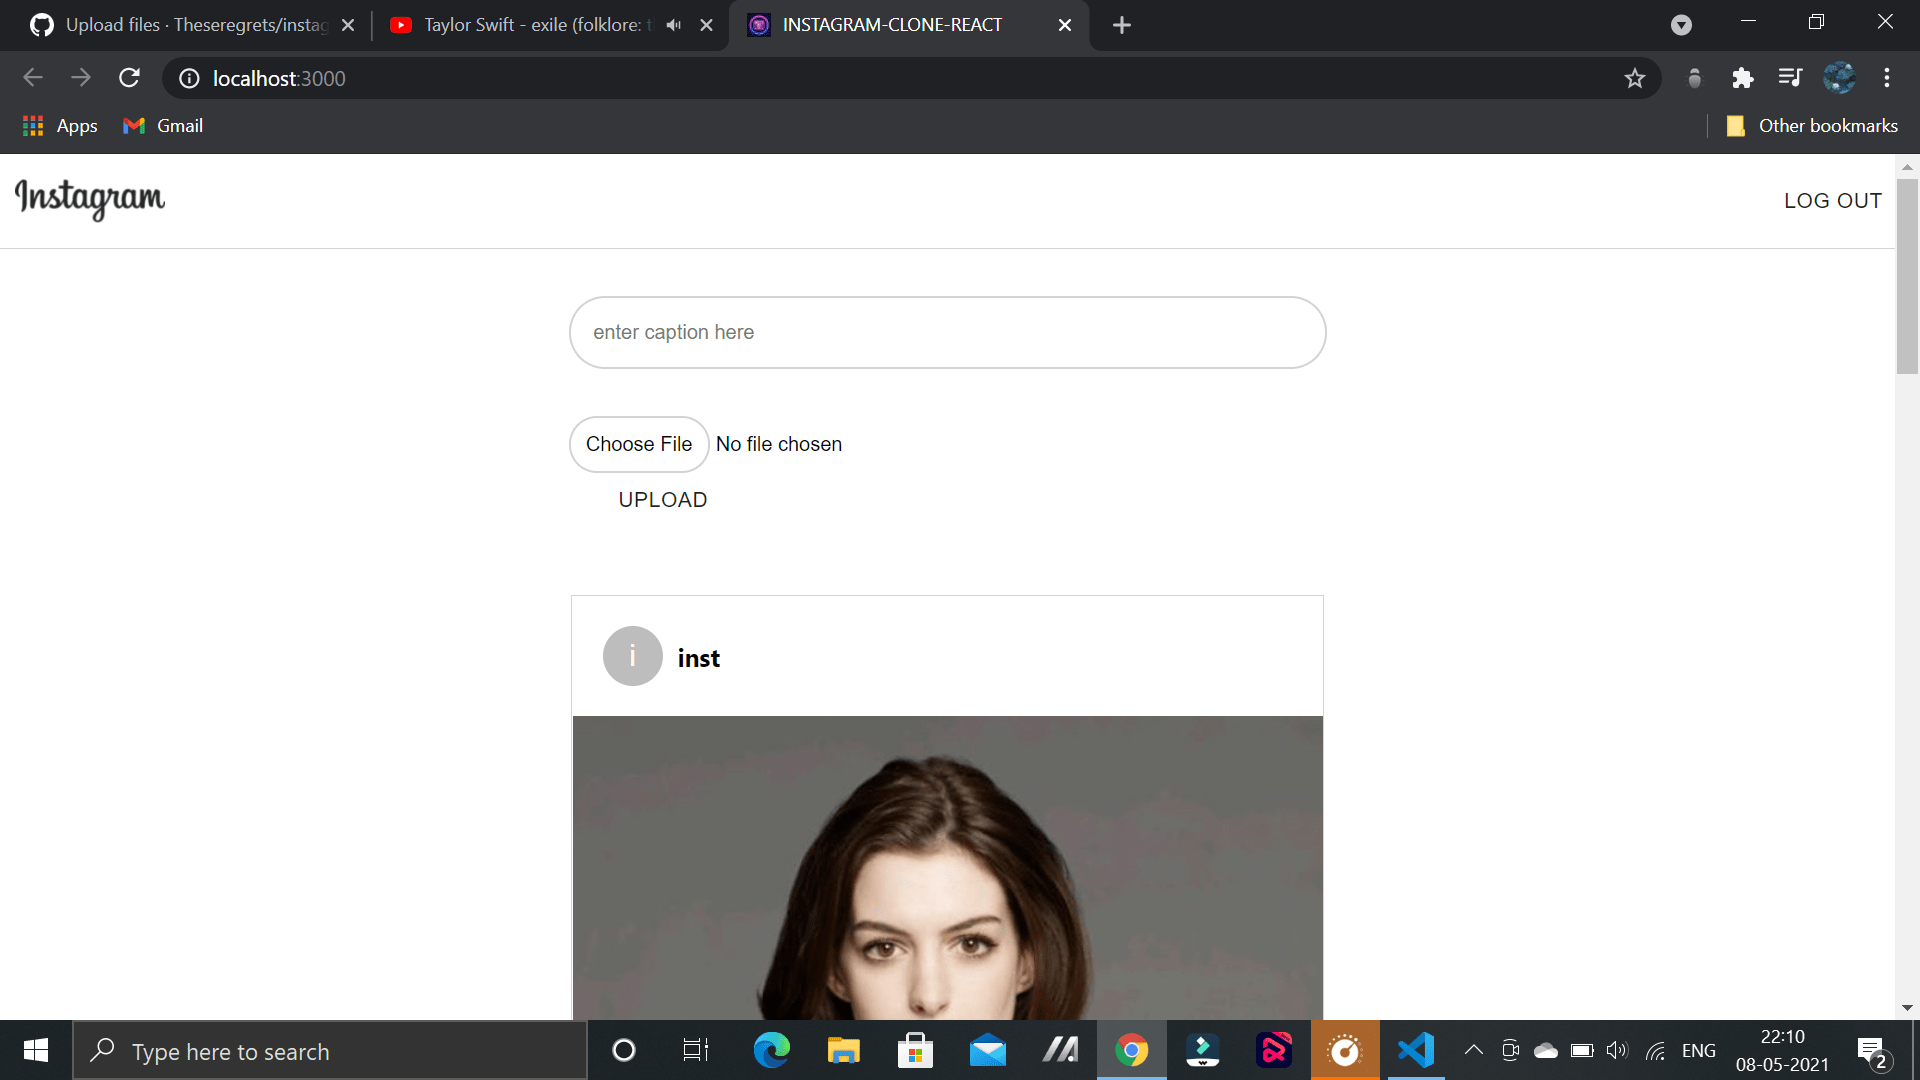 Upload files · Theseregrets/instag
Taylor Swift - exile (folklore: t
INSTAGRAM-CLONE-REACT
localhost:3000
Apps
Gmail
Other bookmarks
Instagram
LOG OUT
enter caption here
Choose File No file chosen
UPLOAD
i inst
Type here to search
ENG
22:10
08-05-2021
2